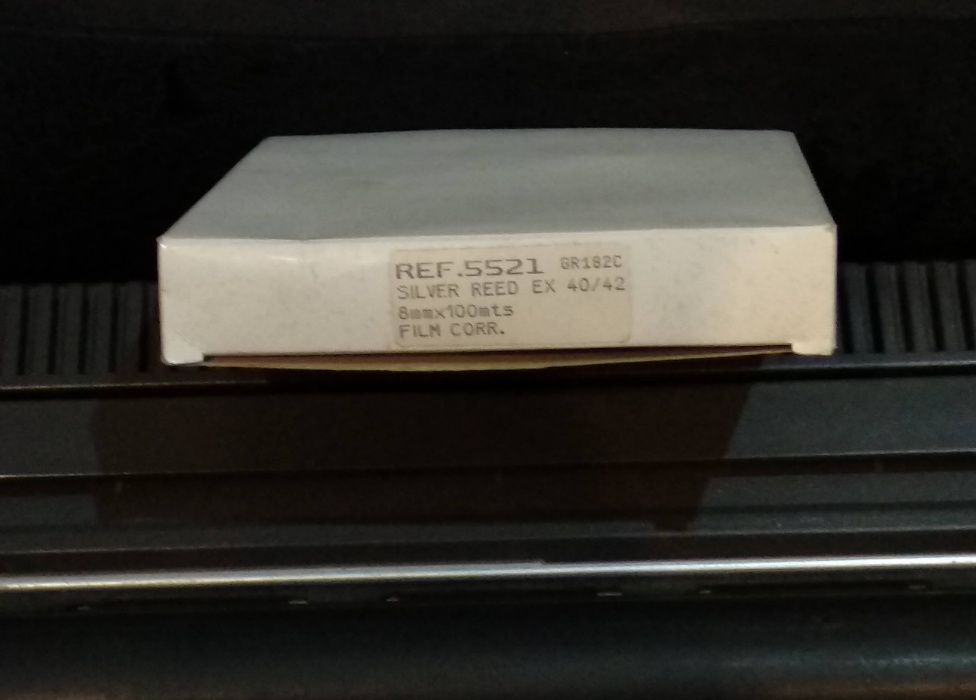 REF.5521 GR182C
SILVER REED EX 40/42
8mmx100mts
FILM CORR.